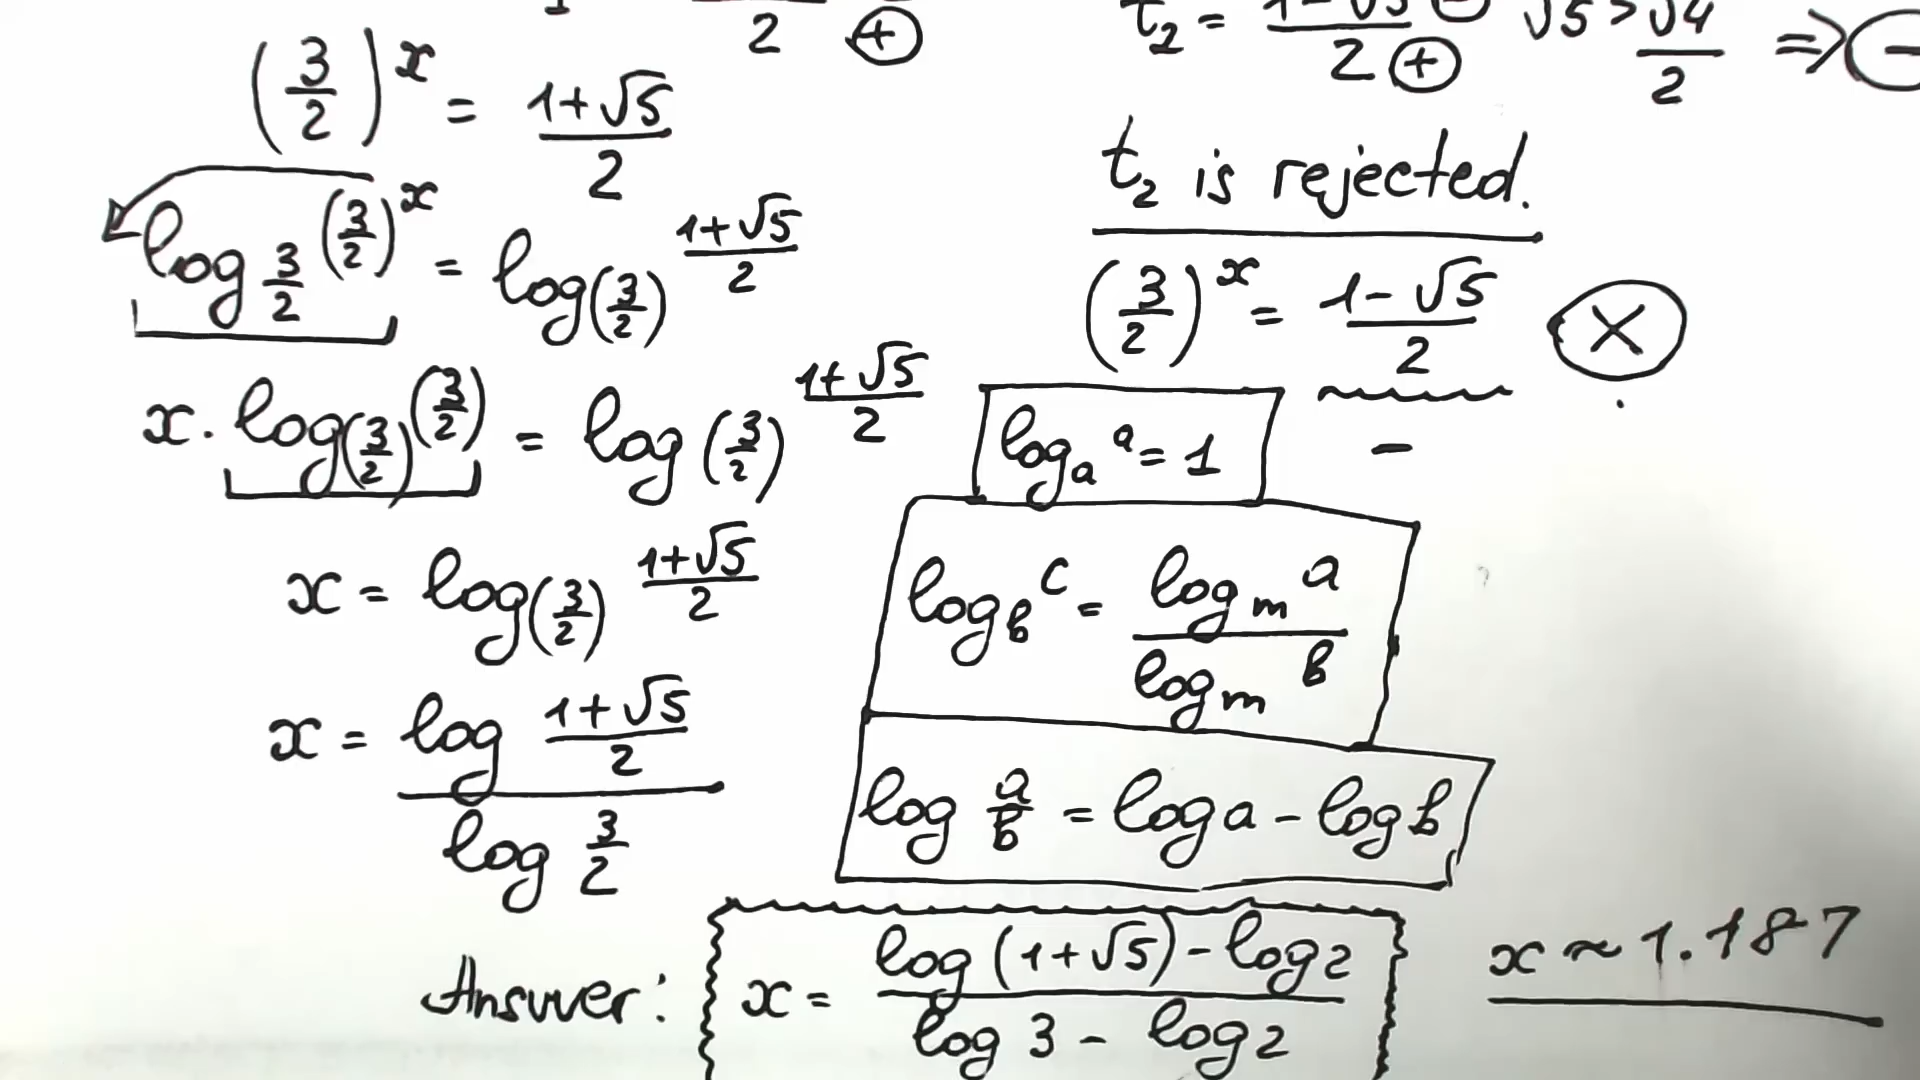 2 ⊕
t₂ = (1-√5)/2 ⊕ √5 > √4/2 ⇒ ⊖
(3/2)^x = (1+√5)/2
t₂ is rejected.
log_(3/2) (3/2)^x = log_(3/2) (1+√5)/2
(3/2)^x = (1-√5)/2 ⊗
-
x · log_(3/2) (3/2) = log_(3/2) (1+√5)/2
log_a a = 1
x = log_(3/2) (1+√5)/2
log_b c = log_m a / log_m b
x = log (1+√5)/2 / log 3/2
log a/b = log a - log b
Answer: x = (log (1+√5) - log 2) / (log 3 - log 2)
x ≈ 1.187